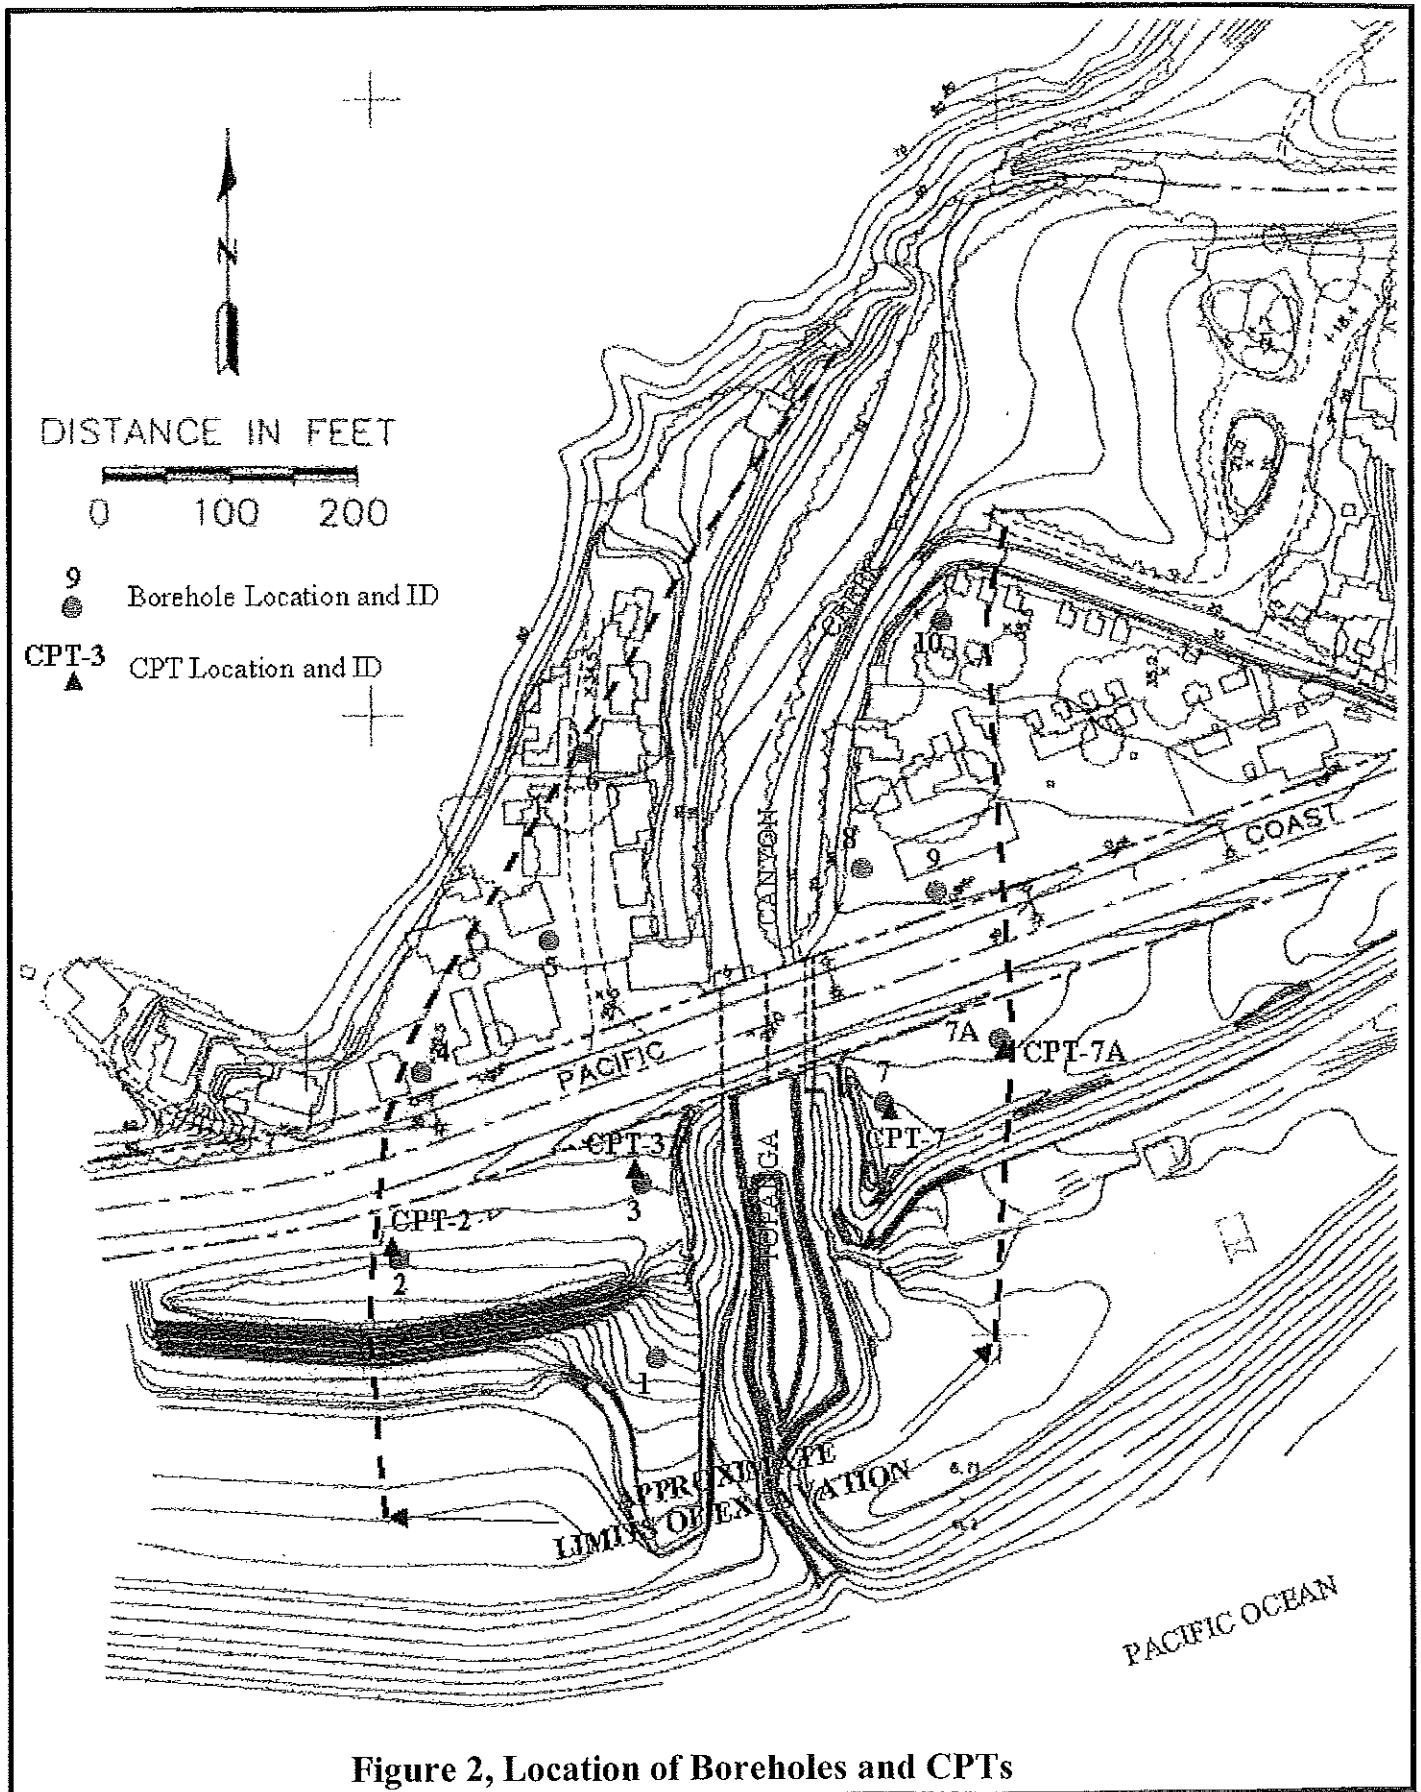 N
DISTANCE IN FEET
0 100 200
9
Borehole Location and ID
CPT-3
CPT Location and ID
10
6
8
9
COAST
CANYON
5
4
PACIFIC
7A
CPT-7A
7
CPT-3
CPT-7
3
TOPANGA
CPT-2
2
1
APPROXIMATE
LIMITS OF EXCAVATION
PACIFIC OCEAN
Figure 2, Location of Boreholes and CPTs